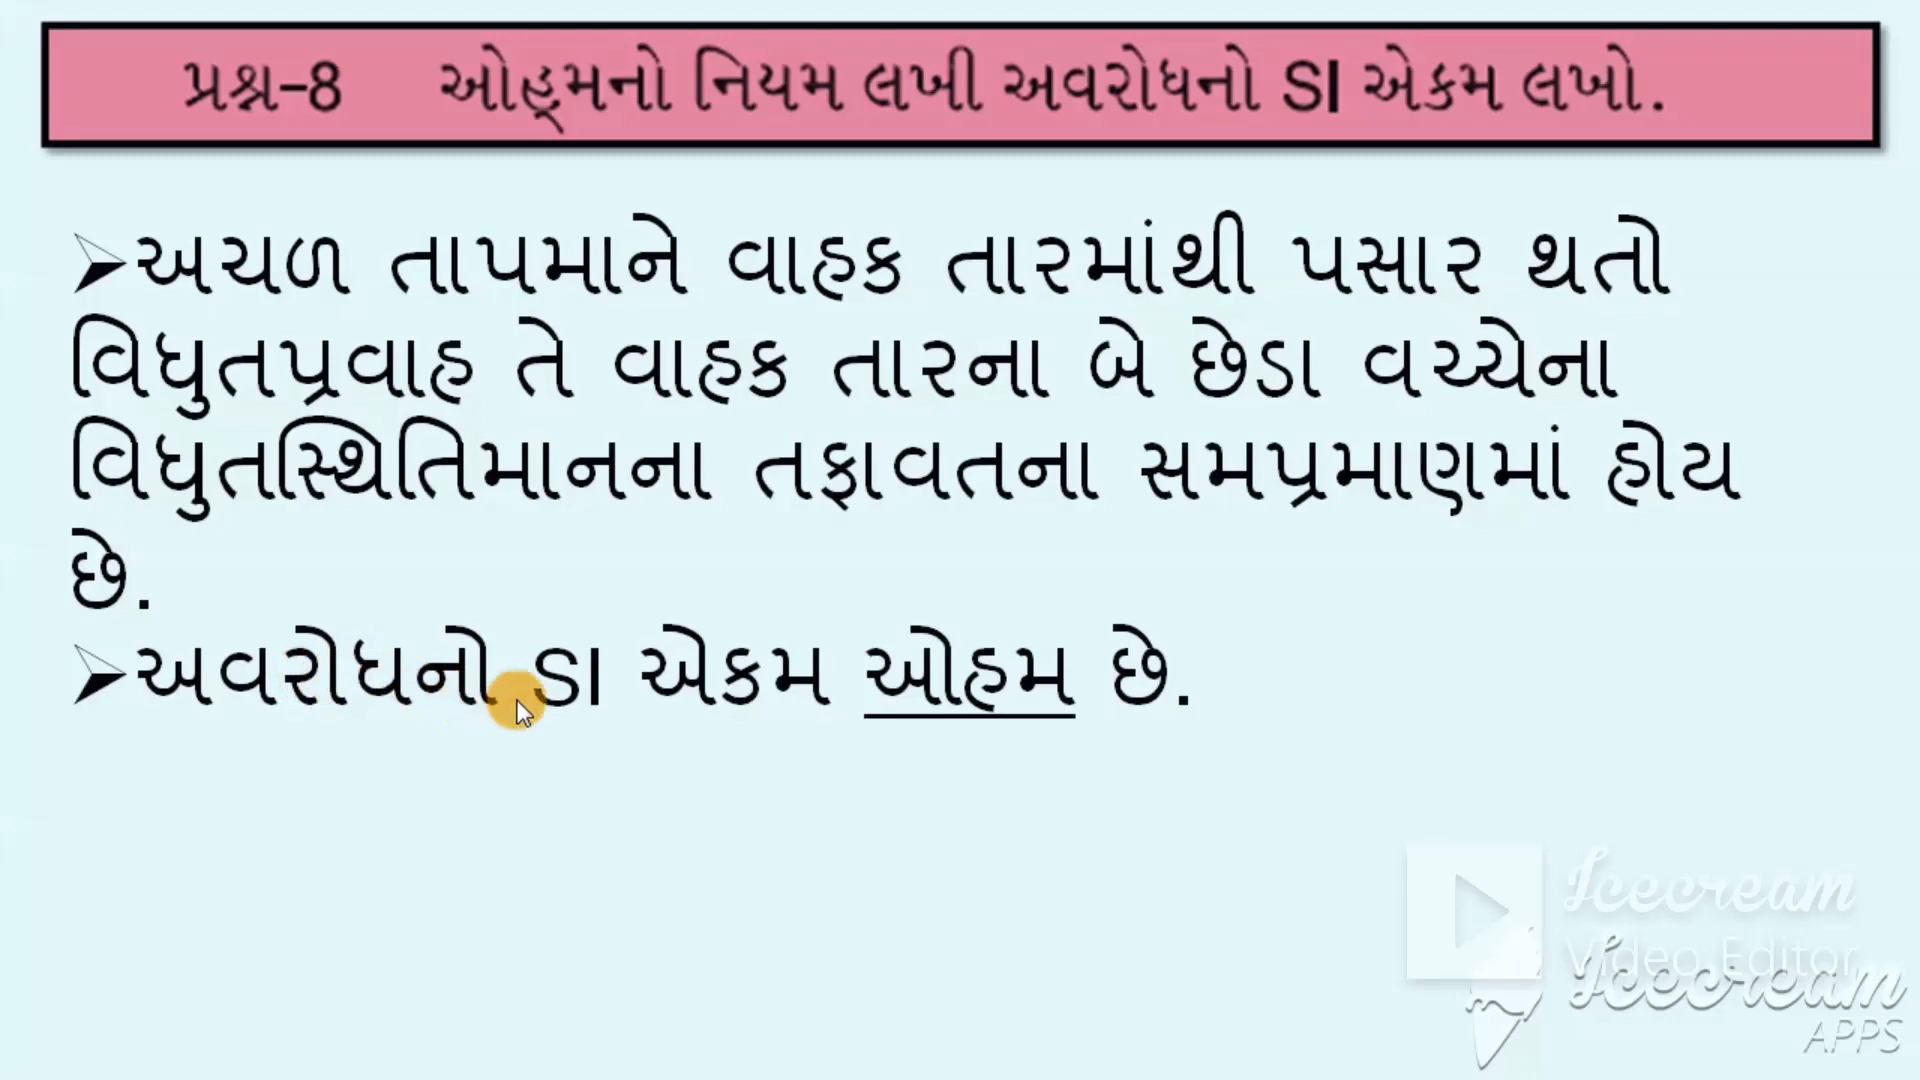 પ્રશ્ન-8 ઓહ્મનો નિયમ લખી અવરોધનો SI એકમ લખો.
➢અચળ તાપમાને વાહક તારમાંથી પસાર થતો
વિધુતપ્રવાહ તે વાહક તારના બે છેડા વચ્ચેના
વિધુતસ્થિતિમાનના તફાવતના સમપ્રમાણમાં હોય
છે.
➢અવરોધનો SI એકમ ઓહમ છે.
Icecream
Video Editor
Icecream
APPS